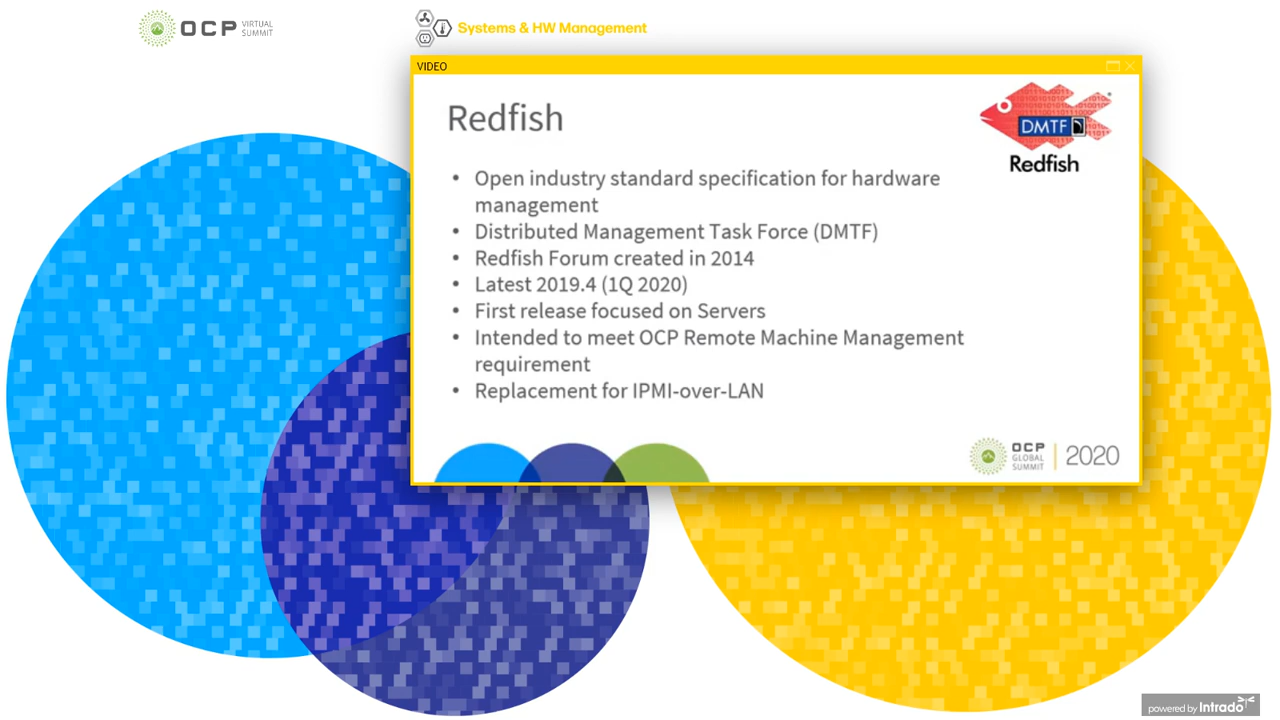 OCP VIRTUAL SUMMIT
Systems & HW Management
VIDEO
Redfish
DMTF
Redfish
• Open industry standard specification for hardware
management
• Distributed Management Task Force (DMTF)
• Redfish Forum created in 2014
• Latest 2019.4 (1Q 2020)
• First release focused on Servers
• Intended to meet OCP Remote Machine Management
requirement
• Replacement for IPMI-over-LAN
OCP GLOBAL SUMMIT | 2020
powered by Intrado